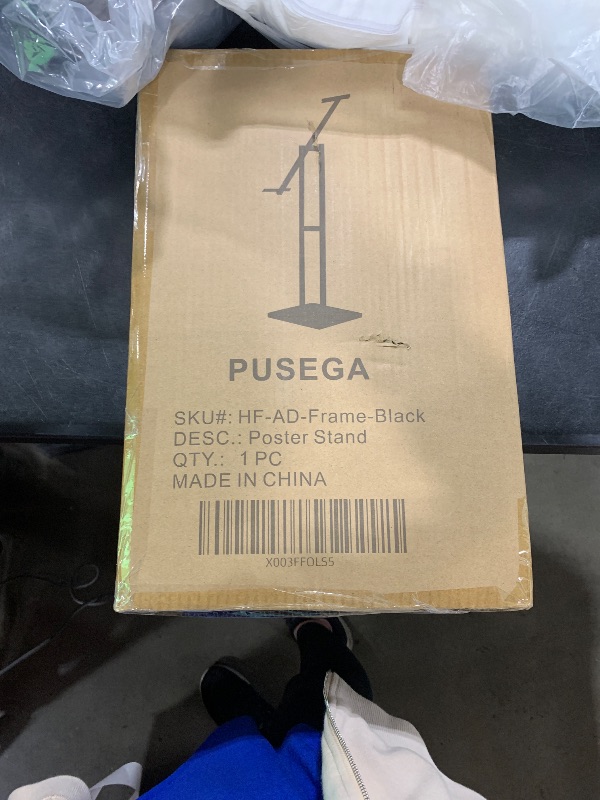 PUSEGA
SKU#: HF-AD-Frame-Black
DESC.: Poster Stand
QTY.: 1 PC
MADE IN CHINA
X003FFOLS5